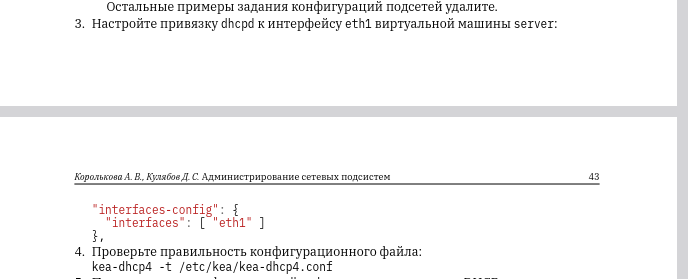 Остальные примеры задания конфигураций подсетей удалите.
3. Настройте привязку dhcpd к интерфейсу eth1 виртуальной машины server:
Королькова А. В., Кулябов Д. С. Администрирование сетевых подсистем 43
"interfaces-config": {
"interfaces": [ "eth1" ]
},
4. Проверьте правильность конфигурационного файла:
kea-dhcp4 -t /etc/kea/kea-dhcp4.conf